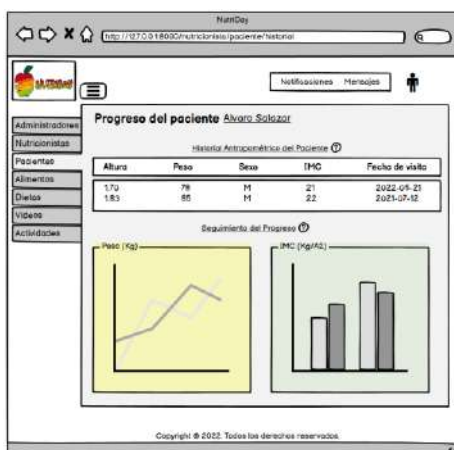 NutriDay
http://127.0.0.1:8000/nutricionista/paciente/historial
NUTRIDAY
Notificaciones Mensajes
Administradores
Nutricionistas
Pacientes
Alimentos
Dietas
Videos
Actividades
Progreso del paciente Alvaro Salazar
Historial Antropométrico del Paciente
Altura Peso Sexo IMC Fecha de visita
1.70 78 M 21 2022-05-21
1.83 85 M 22 2021-07-12
Seguimiento del Progreso
Peso (Kg)
IMC (Kg/A2)
Copyright © 2022. Todos los derechos reservados.